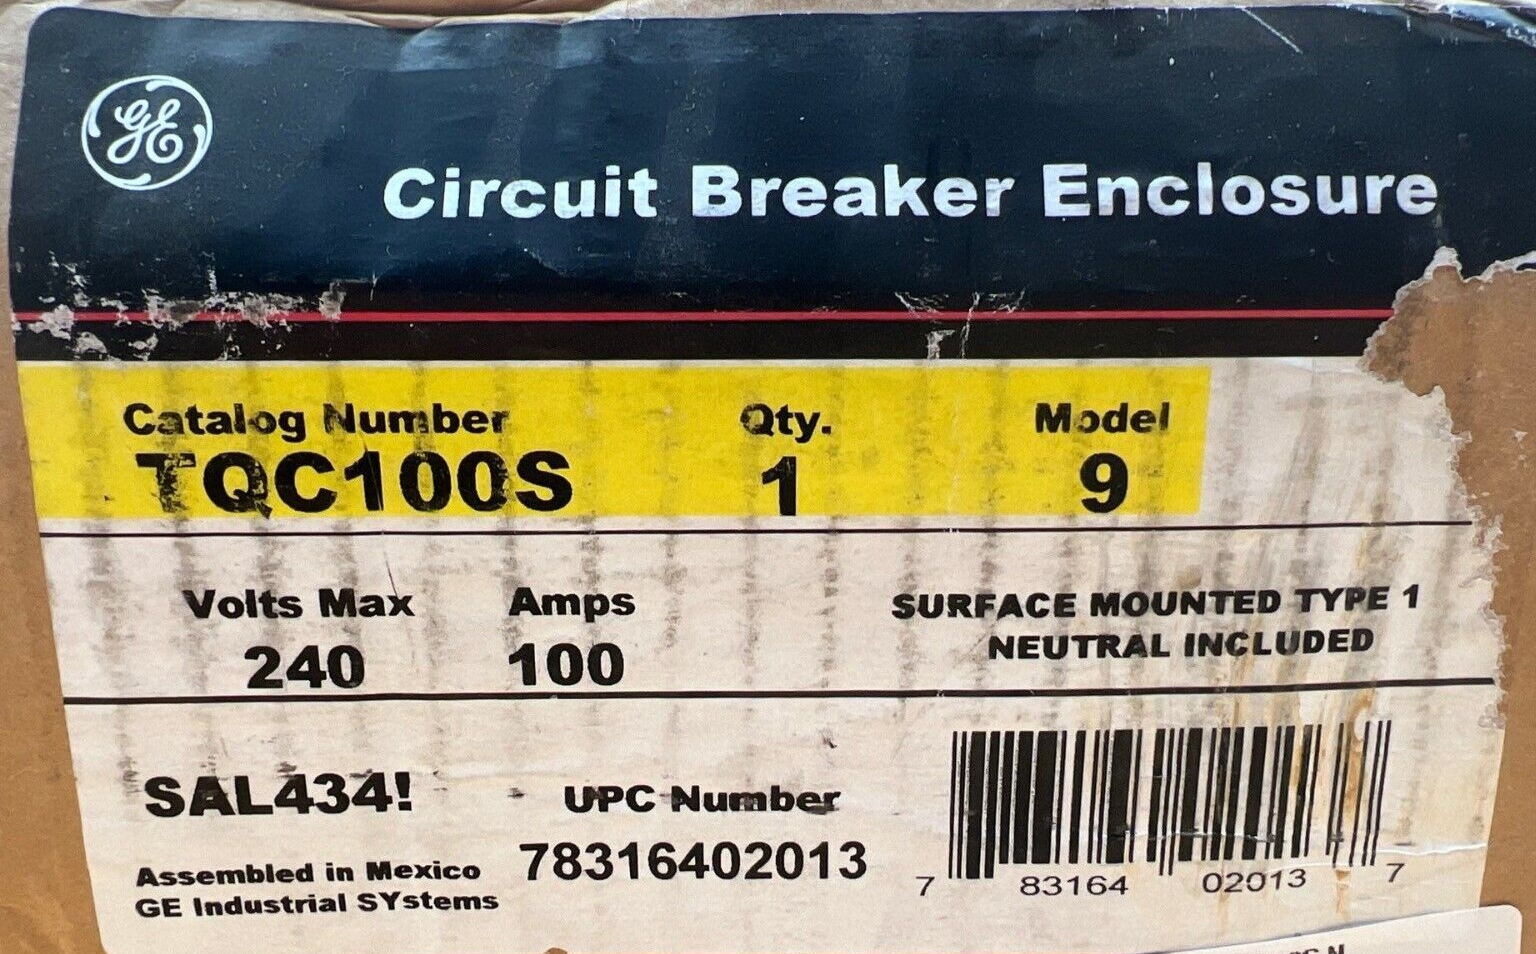 GE
Circuit Breaker Enclosure
Catalog Number Qty. Model
TQC100S 1 9
Volts Max Amps
240 100
SURFACE MOUNTED TYPE 1
NEUTRAL INCLUDED
SAL434!
UPC Number
78316402013
Assembled in Mexico
GE Industrial SYstems
7 83164 02013 7